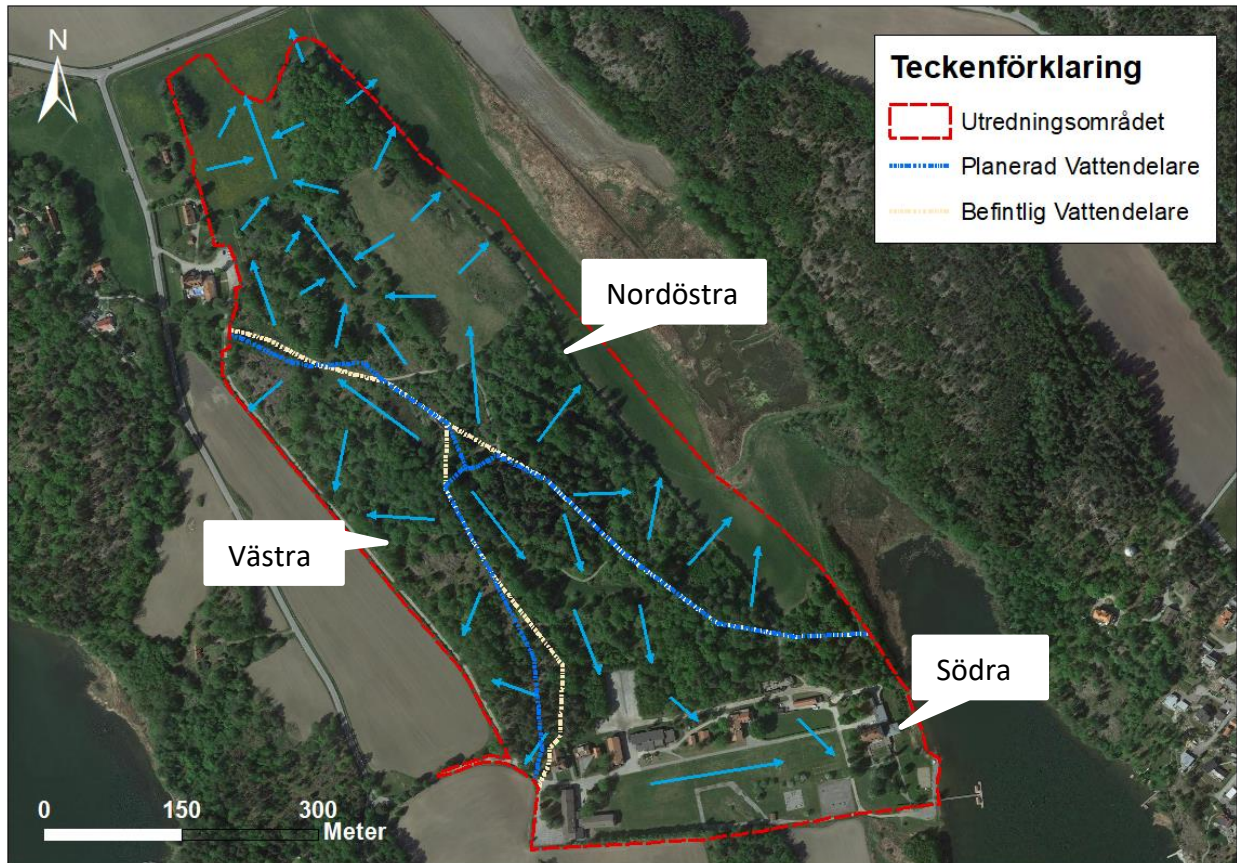 N
Teckenförklaring
Utredningsområdet
Planerad Vattendelare
Befintlig Vattendelare
Nordöstra
Västra
Södra
0 150 300
Meter